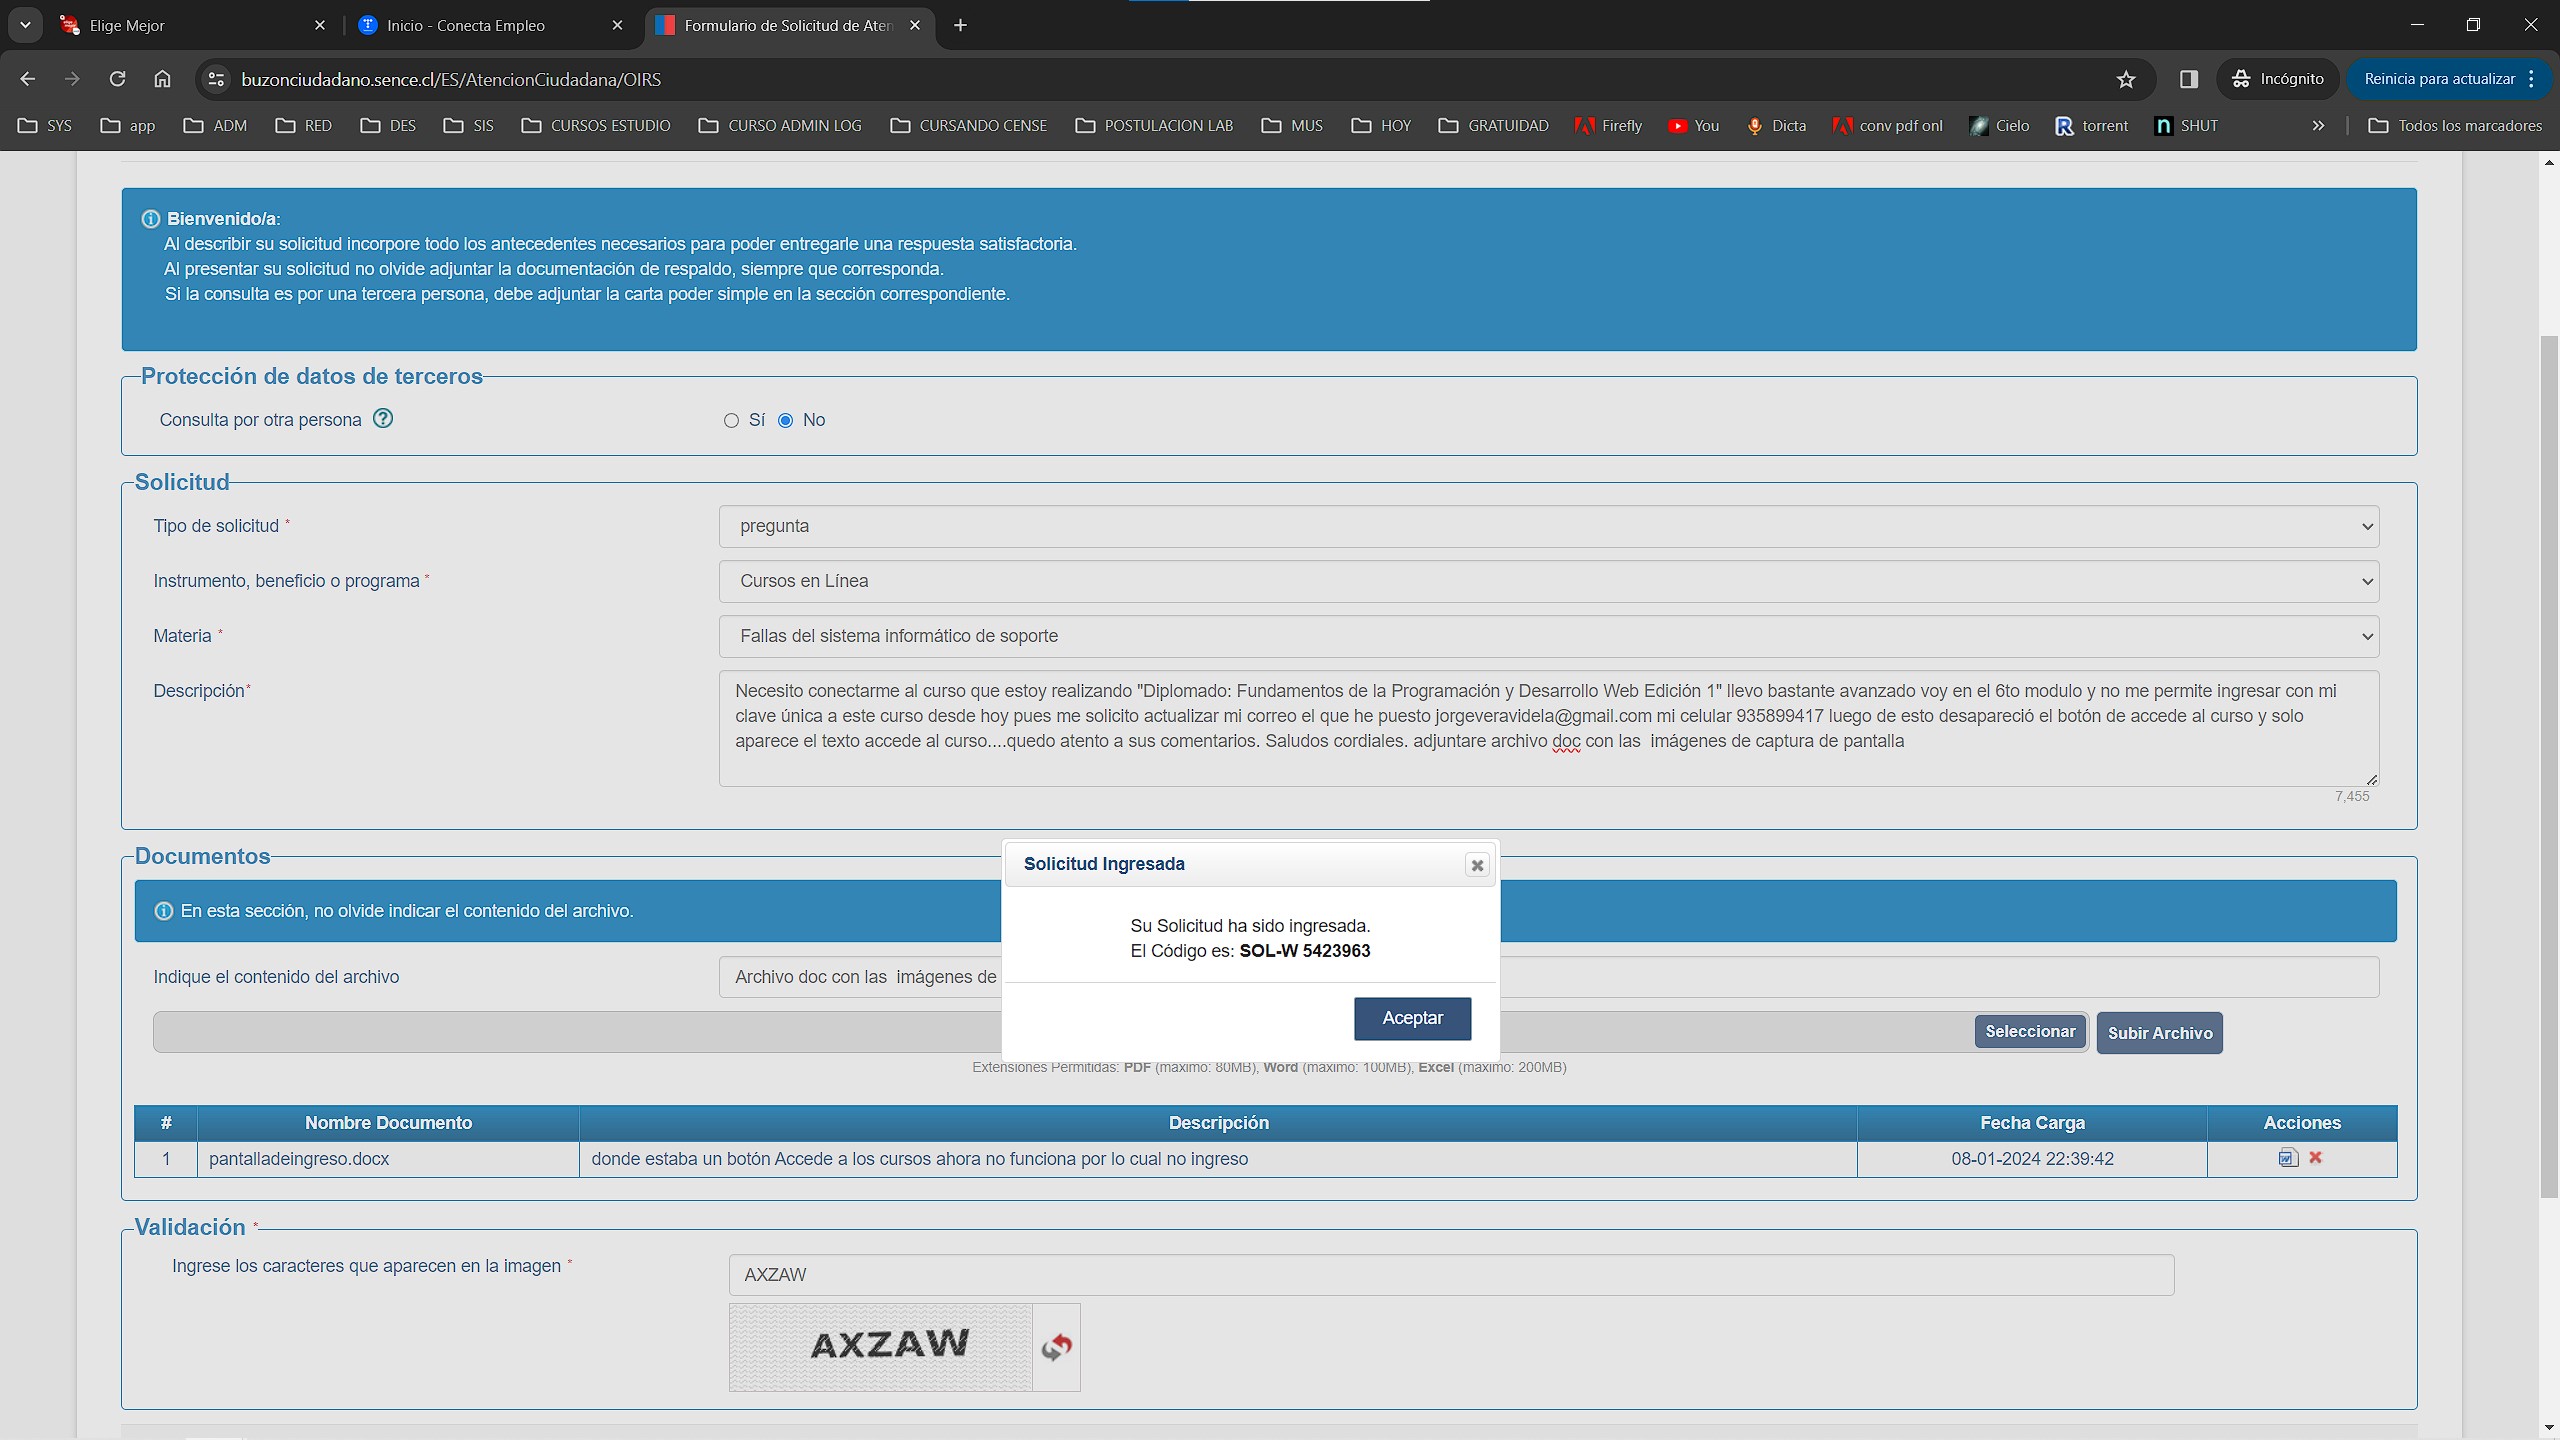 Elige Mejor
Inicio - Conecta Empleo
Formulario de Solicitud de Aten
buzonciudadano.sence.cl/ES/AtencionCiudadana/OIRS
Incógnito
Reinicia para actualizar
SYS
app
ADM
RED
DES
SIS
CURSOS ESTUDIO
CURSO ADMIN LOG
CURSANDO CENSE
POSTULACION LAB
MUS
HOY
GRATUIDAD
Firefly
You
Dicta
conv pdf onl
Cielo
torrent
SHUT
Todos los marcadores
Bienvenido/a:
Al describir su solicitud incorpore todo los antecedentes necesarios para poder entregarle una respuesta satisfactoria.
Al presentar su solicitud no olvide adjuntar la documentación de respaldo, siempre que corresponda.
Si la consulta es por una tercera persona, debe adjuntar la carta poder simple en la sección correspondiente.
Protección de datos de terceros
Consulta por otra persona
Sí No
Solicitud
Tipo de solicitud *
pregunta
Instrumento, beneficio o programa *
Cursos en Línea
Materia *
Fallas del sistema informático de soporte
Descripción*
Necesito conectarme al curso que estoy realizando "Diplomado: Fundamentos de la Programación y Desarrollo Web Edición 1" llevo bastante avanzado voy en el 6to modulo y no me permite ingresar con mi
clave única a este curso desde hoy pues me solicito actualizar mi correo el que he puesto jorgeveravidela@gmail.com mi celular 935899417 luego de esto desapareció el botón de accede al curso y solo
aparece el texto accede al curso....quedo atento a sus comentarios. Saludos cordiales. adjuntare archivo doc con las  imágenes de captura de pantalla
7,455
Documentos
En esta sección, no olvide indicar el contenido del archivo.
Solicitud Ingresada
Su Solicitud ha sido ingresada.
El Código es: SOL-W 5423963
Aceptar
Indique el contenido del archivo
Archivo doc con las  imágenes de
Seleccionar
Subir Archivo
Extensiones Permitidas: PDF (maximo: 80MB), Word (maximo: 100MB), Excel (maximo: 200MB)
# Nombre Documento Descripción Fecha Carga Acciones
1 pantalladeingreso.docx donde estaba un botón Accede a los cursos ahora no funciona por lo cual no ingreso 08-01-2024 22:39:42
Validación *
Ingrese los caracteres que aparecen en la imagen *
AXZAW
AXZAW